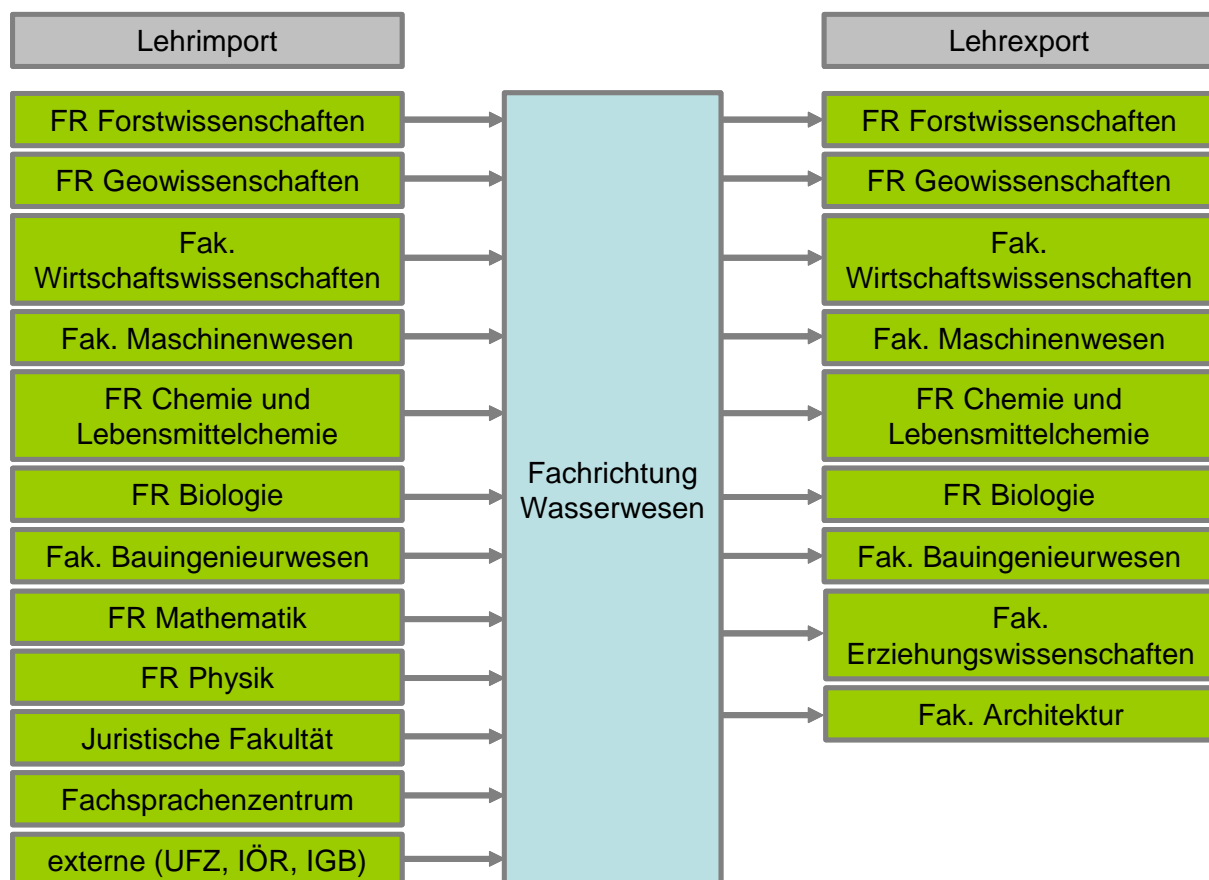 Lehrimport
FR Forstwissenschaften
FR Geowissenschaften
Fak.
Wirtschaftswissenschaften
Fak. Maschinenwesen
FR Chemie und
Lebensmittelchemie
FR Biologie
Fak. Bauingenieurwesen
FR Mathematik
FR Physik
Juristische Fakultät
Fachsprachenzentrum
externe (UFZ, IÖR, IGB)
Fachrichtung
Wasserwesen
Lehrexport
FR Forstwissenschaften
FR Geowissenschaften
Fak.
Wirtschaftswissenschaften
Fak. Maschinenwesen
FR Chemie und
Lebensmittelchemie
FR Biologie
Fak. Bauingenieurwesen
Fak.
Erziehungswissenschaften
Fak. Architektur